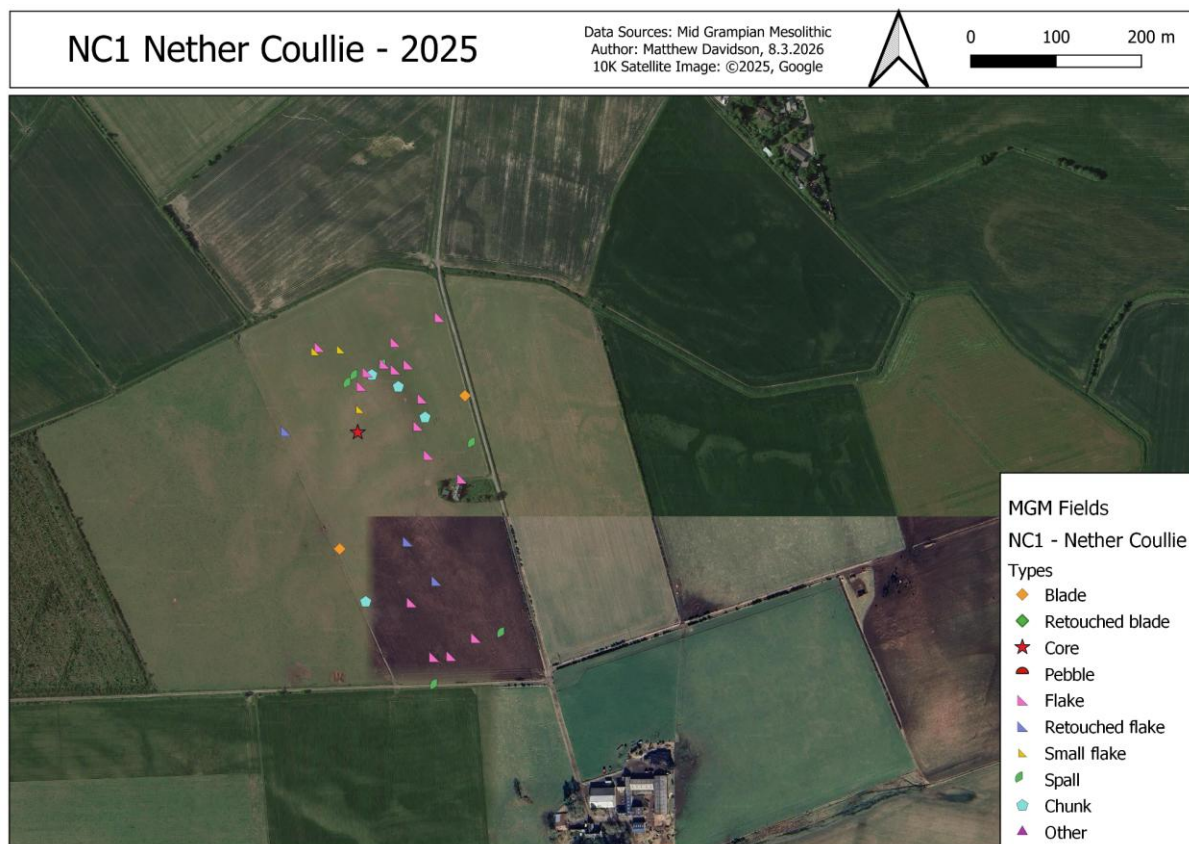 NC1 Nether Coullie - 2025
Data Sources: Mid Grampian Mesolithic
Author: Matthew Davidson, 8.3.2026
10K Satellite Image: ©2025, Google
0 100 200 m
MGM Fields
NC1 - Nether Coullie
Types
Blade
Retouched blade
Core
Pebble
Flake
Retouched flake
Small flake
Spall
Chunk
Other